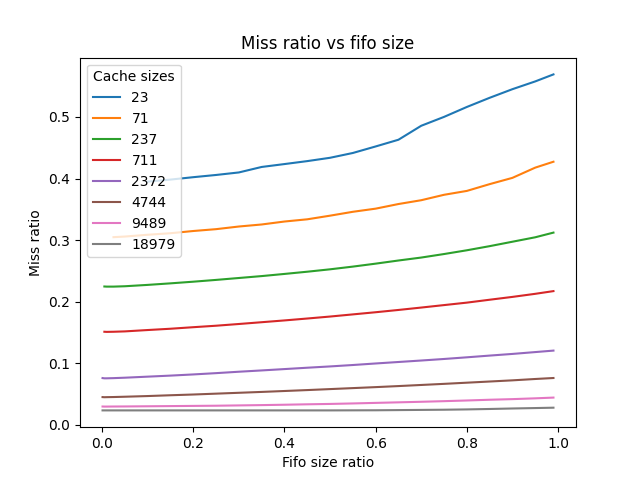 Miss ratio vs fifo size
Cache sizes
23
71
237
711
2372
4744
9489
18979
0.5
0.4
0.3
0.2
0.1
0.0
Miss ratio
0.0 0.2 0.4 0.6 0.8 1.0
Fifo size ratio